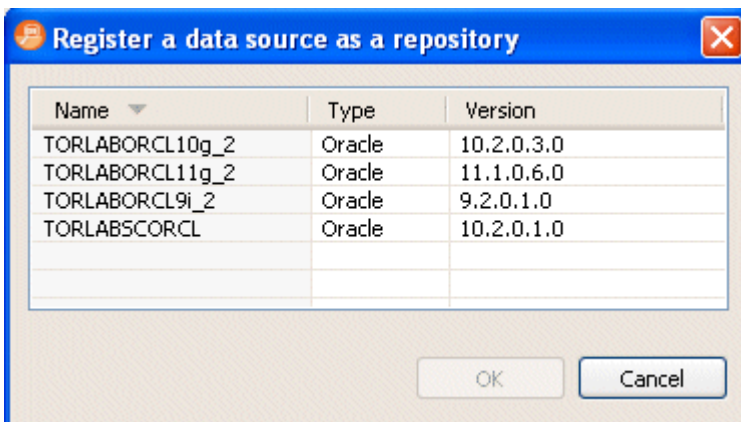 Register a data source as a repository
Name Type Version
TORLABORCL10g_2 Oracle 10.2.0.3.0
TORLABORCL11g_2 Oracle 11.1.0.6.0
TORLABORCL9i_2 Oracle 9.2.0.1.0
TORLABSCORCL Oracle 10.2.0.1.0
OK Cancel